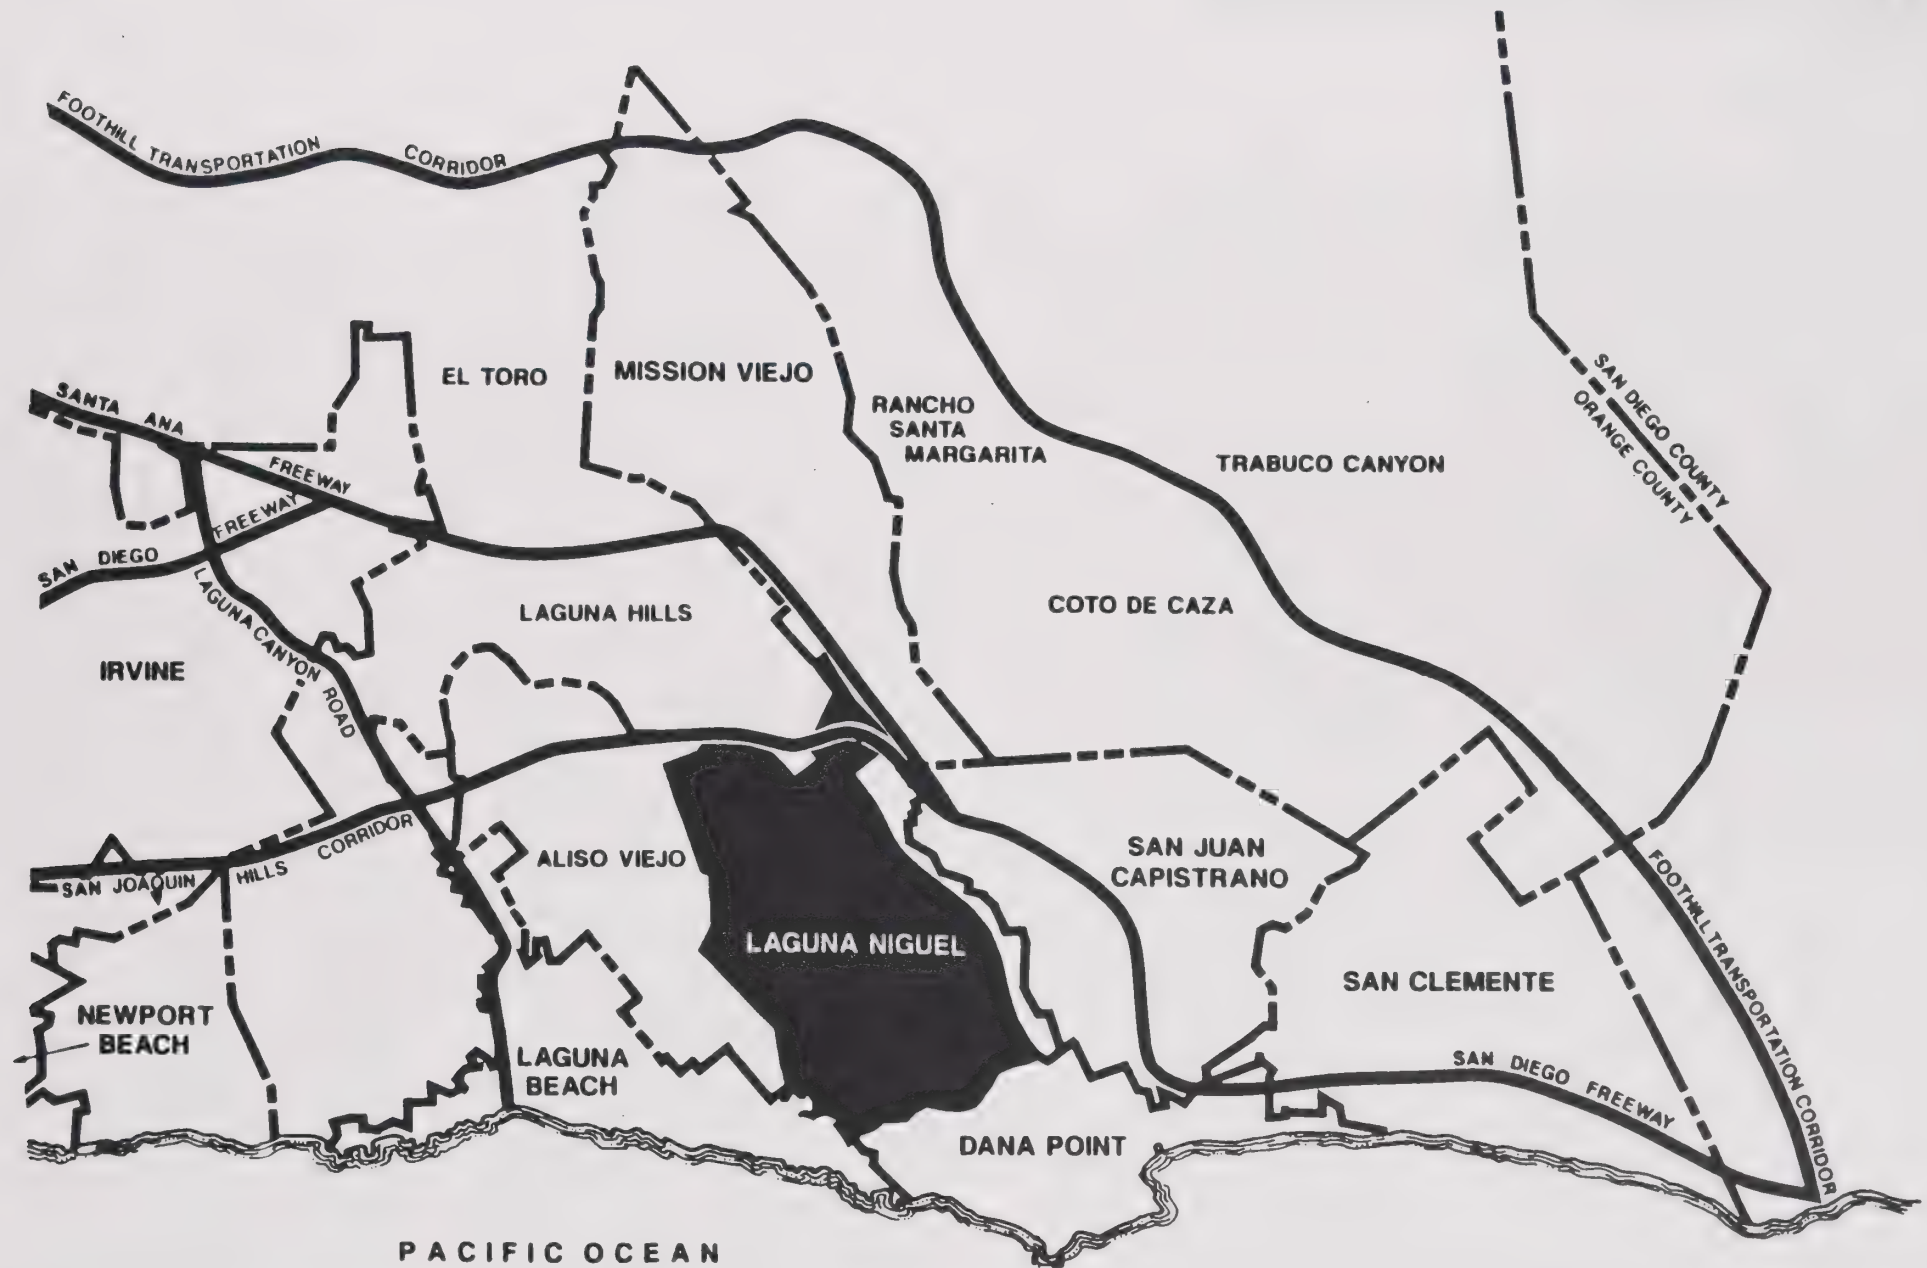 FOOTHILL TRANSPORTATION CORRIDOR
EL TORO
MISSION VIEJO
RANCHO
SANTA
MARGARITA
TRABUCO CANYON
SAN DIEGO COUNTY
ORANGE COUNTY
SANTA ANA FREEWAY
SAN DIEGO FREEWAY
LAGUNA CANYON ROAD
LAGUNA HILLS
COTO DE CAZA
IRVINE
SAN JOAQUIN HILLS CORRIDOR
ALISO VIEJO
SAN JUAN
CAPISTRANO
LAGUNA NIGUEL
SAN CLEMENTE
FOOTHILL TRANSPORTATION CORRIDOR
NEWPORT
BEACH
LAGUNA
BEACH
SAN DIEGO FREEWAY
DANA POINT
PACIFIC OCEAN